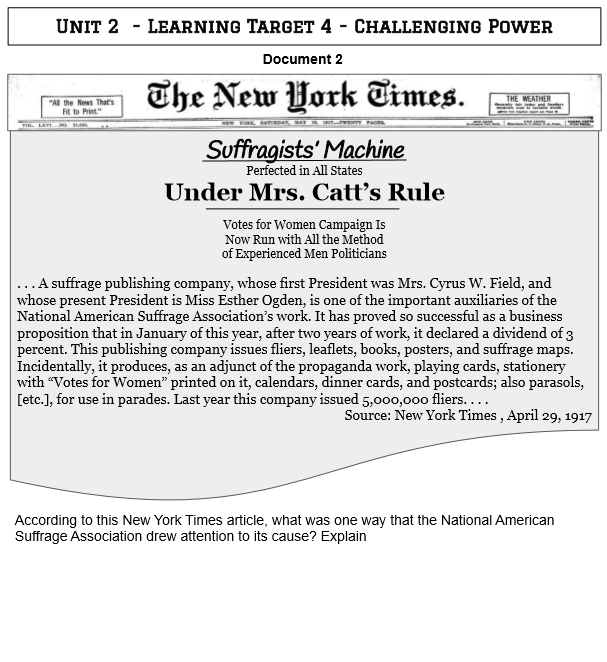 UNIT 2 - LEARNING TARGET 4 - CHALLENGING POWER
Document 2
"All the News That's
Fit to Print."
The New York Times.
THE WEATHER
NEW YORK, SATURDAY, MAY
TWENTY PAGES.
Suffragists' Machine
Perfected in All States
Under Mrs. Catt's Rule
Votes for Women Campaign Is
Now Run with All the Method
of Experienced Men Politicians
. . . A suffrage publishing company, whose first President was Mrs. Cyrus W. Field, and
whose present President is Miss Esther Ogden, is one of the important auxiliaries of the
National American Suffrage Association's work. It has proved so successful as a business
proposition that in January of this year, after two years of work, it declared a dividend of 3
percent. This publishing company issues fliers, leaflets, books, posters, and suffrage maps.
Incidentally, it produces, as an adjunct of the propaganda work, playing cards, stationery
with "Votes for Women" printed on it, calendars, dinner cards, and postcards; also parasols,
[etc.], for use in parades. Last year this company issued 5,000,000 fliers. . . .
Source: New York Times , April 29, 1917
According to this New York Times article, what was one way that the National American
Suffrage Association drew attention to its cause? Explain